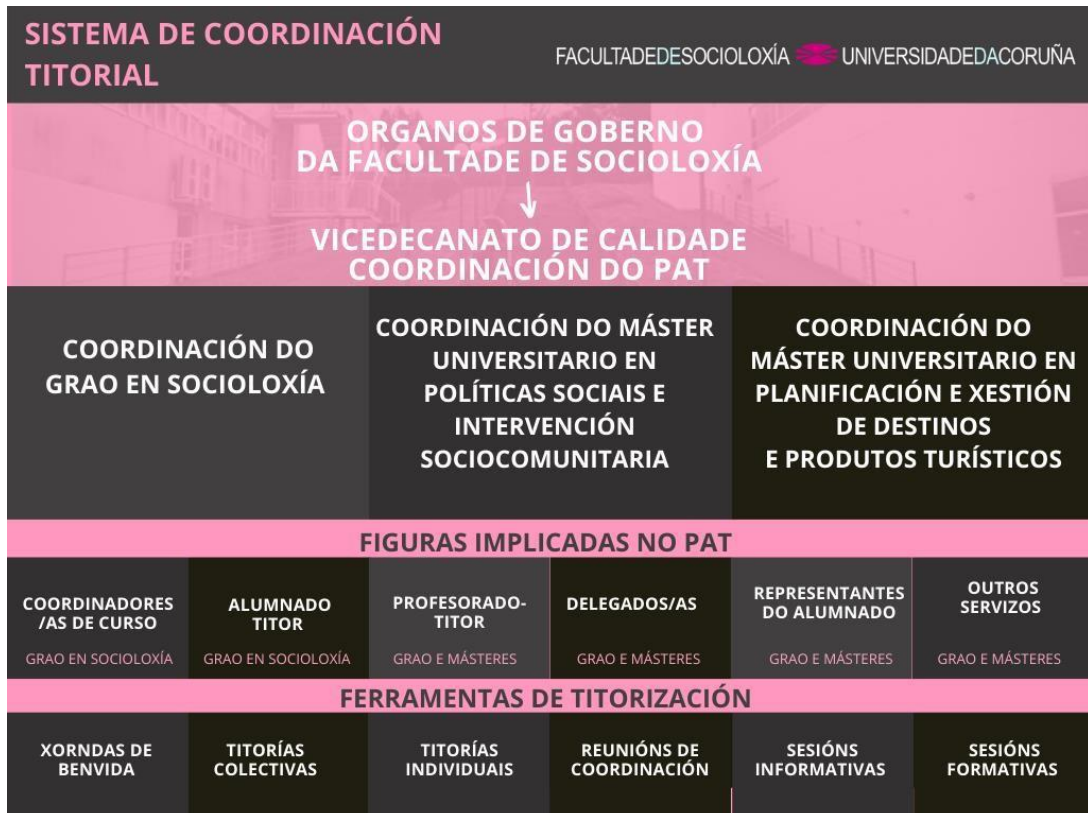 SISTEMA DE COORDINACIÓN
TITORIAL
FACULTADEDESOCIOLOXÍA UNIVERSIDADEDACORUÑA
ORGANOS DE GOBERNO
DA FACULTADE DE SOCIOLOXÍA
VICEDECANATO DE CALIDADE
COORDINACIÓN DO PAT
COORDINACIÓN DO
GRAO EN SOCIOLOXÍA
COORDINACIÓN DO MÁSTER
UNIVERSITARIO EN
POLÍTICAS SOCIAIS E
INTERVENCIÓN
SOCIOCOMUNITARIA
COORDINACIÓN DO
MÁSTER UNIVERSITARIO EN
PLANIFICACIÓN E XESTIÓN
DE DESTINOS
E PRODUTOS TURÍSTICOS
FIGURAS IMPLICADAS NO PAT
COORDINADORES
/AS DE CURSO
GRAO EN SOCIOLOXÍA
ALUMNADO
TITOR
GRAO EN SOCIOLOXÍA
PROFESORADO-
TITOR
GRAO E MÁSTERES
DELEGADOS/AS
GRAO E MÁSTERES
REPRESENTANTES
DO ALUMNADO
GRAO E MÁSTERES
OUTROS
SERVIZOS
GRAO E MÁSTERES
FERRAMENTAS DE TITORIZACIÓN
XORNDAS DE
BENVIDA
TITORÍAS
COLECTIVAS
TITORÍAS
INDIVIDUAIS
REUNIÓNS DE
COORDINACIÓN
SESIÓNS
INFORMATIVAS
SESIÓNS
FORMATIVAS